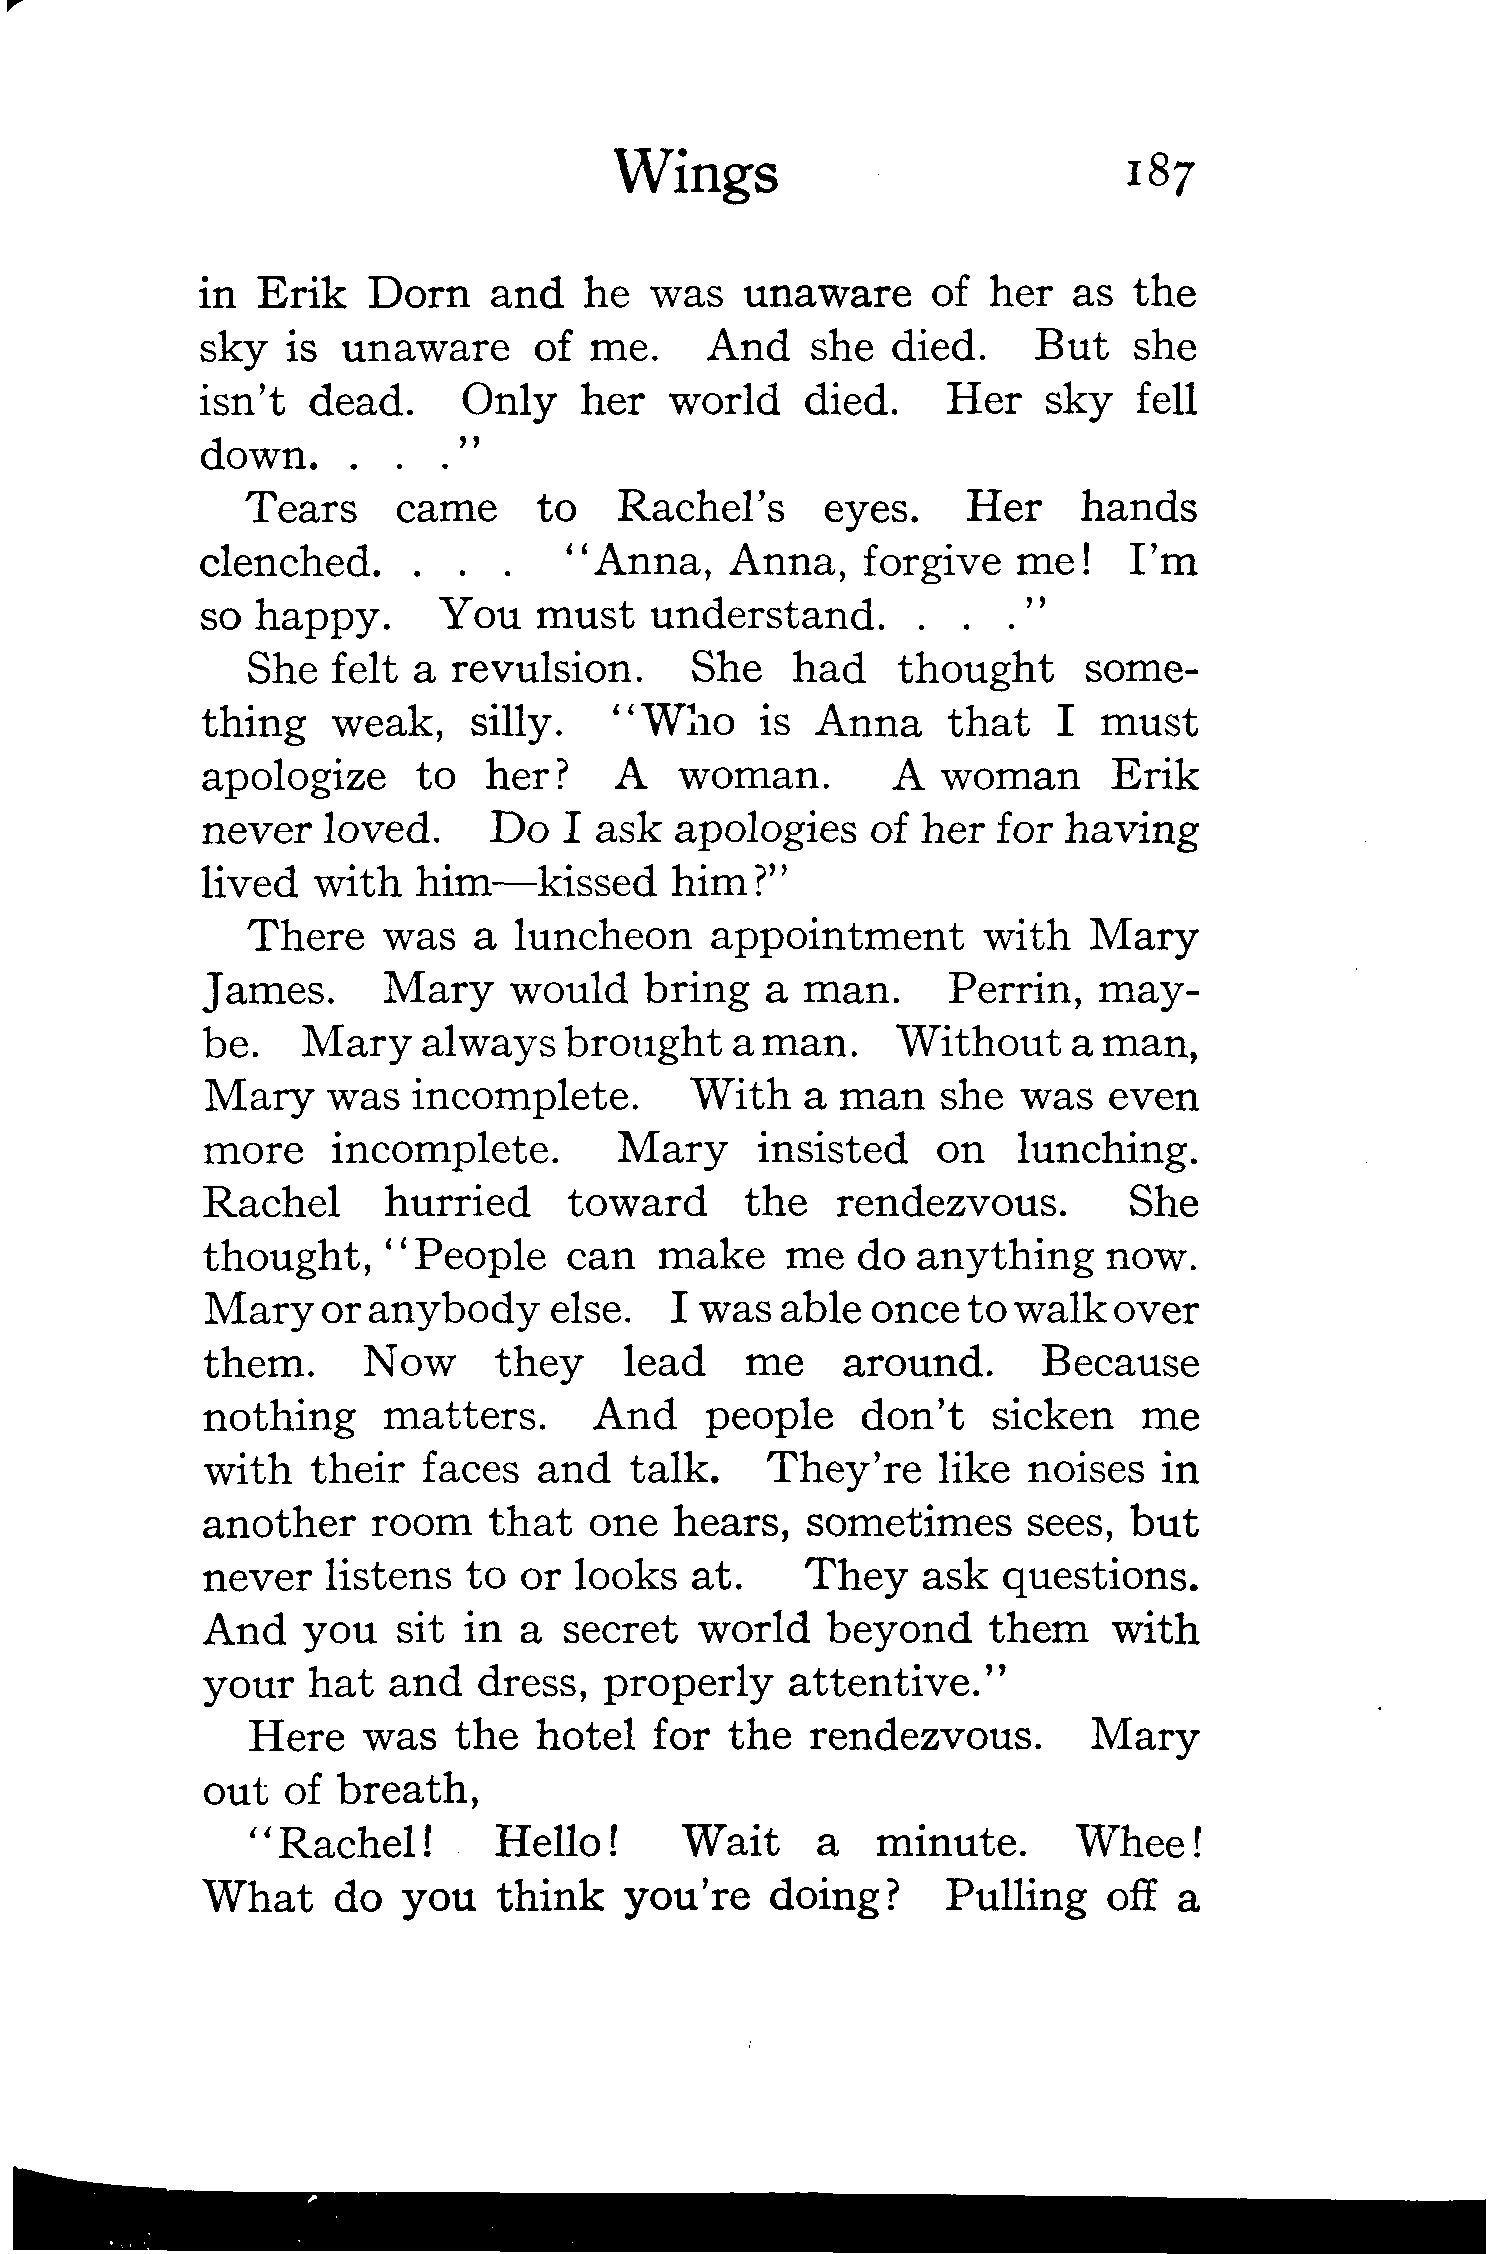 Wings 187
in Erik Dorn and he was unaware of her as the
sky is unaware of me. And she died. But she
isn't dead. Only her world died. Her sky fell
down. . . ."
Tears came to Rachel's eyes. Her hands
clenched. . . . "Anna, Anna, forgive me! I'm
so happy. You must understand. . . ."
She felt a revulsion. She had thought some-
thing weak, silly. "Who is Anna that I must
apologize to her? A woman. A woman Erik
never loved. Do I ask apologies of her for having
lived with him—kissed him?"
There was a luncheon appointment with Mary
James. Mary would bring a man. Perrin, may-
be. Mary always brought a man. Without a man,
Mary was incomplete. With a man she was even
more incomplete. Mary insisted on lunching.
Rachel hurried toward the rendezvous. She
thought, "People can make me do anything now.
Mary or anybody else. I was able once to walk over
them. Now they lead me around. Because
nothing matters. And people don't sicken me
with their faces and talk. They're like noises in
another room that one hears, sometimes sees, but
never listens to or looks at. They ask questions.
And you sit in a secret world beyond them with
your hat and dress, properly attentive."
Here was the hotel for the rendezvous. Mary
out of breath,
"Rachel! Hello! Wait a minute. Whee!
What do you think you're doing? Pulling off a